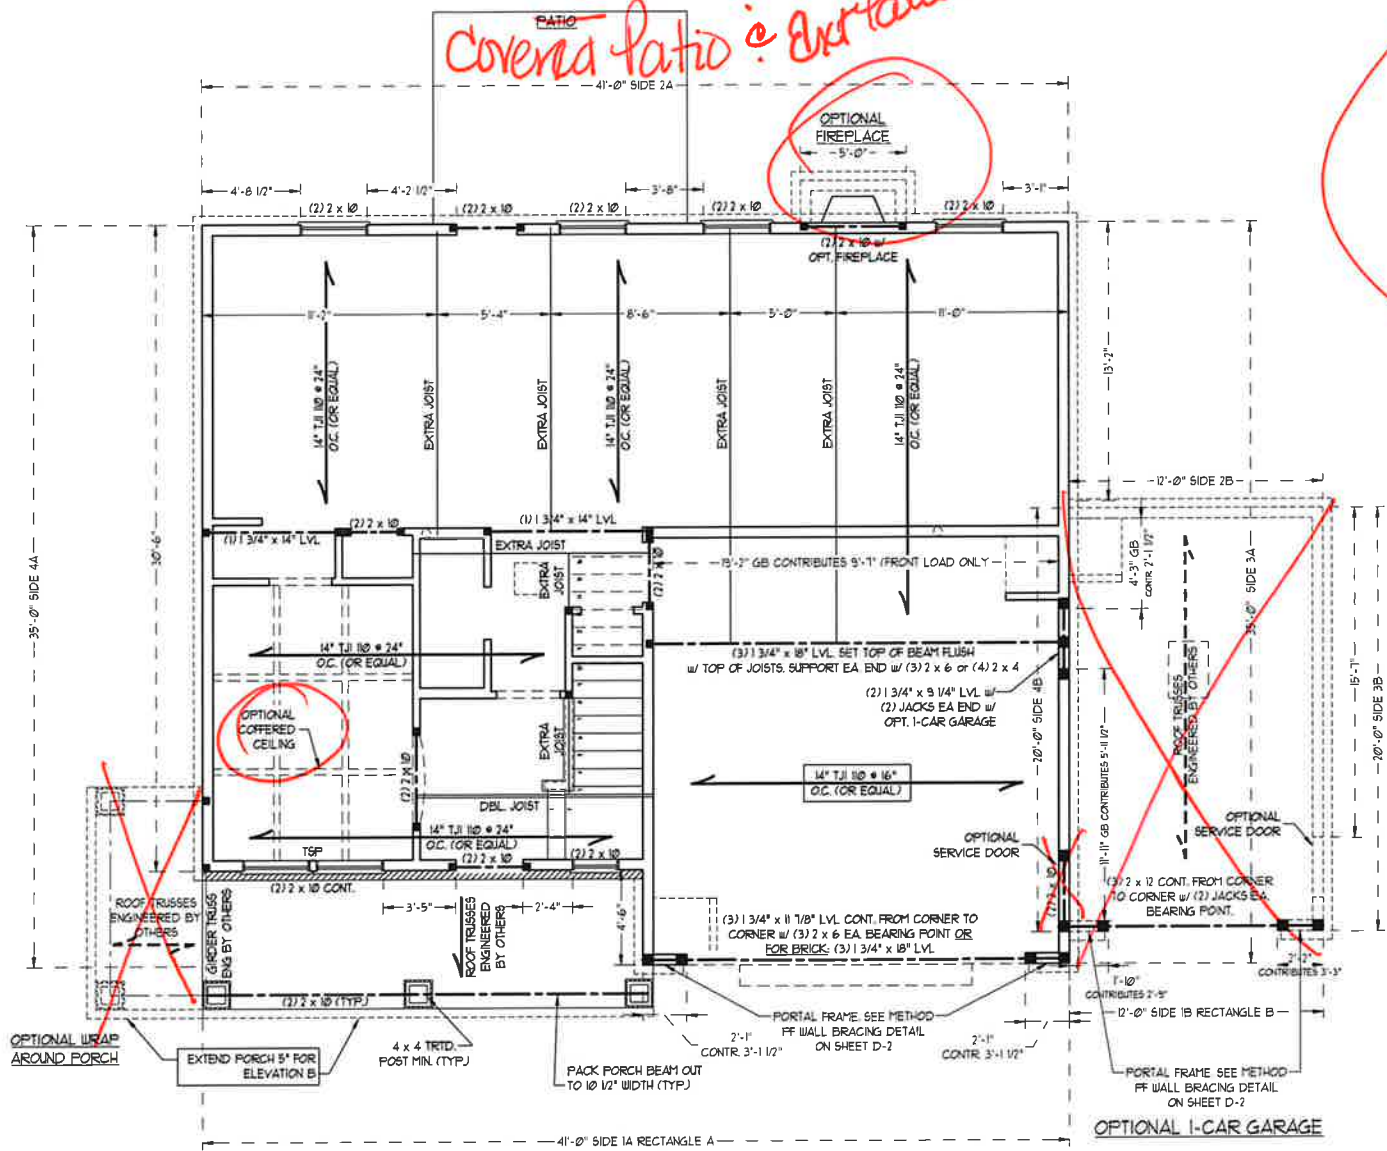 PATIO
Covered Patio
41'-0" SIDE 2A
OPTIONAL
FIREPLACE
5'-0"
4'-8 1/2"
4'-2 1/2"
3'-8"
3'-1"
(2) 2 x 10
(2) 2 x 10
(2) 2 x 10
(2) 2 x 10
(2) 2 x 10
(2) 2 x 10 w/
OPT. FIREPLACE
11'-2"
5'-4"
8'-6"
5'-0"
11'-0"
14" TJI 110 @ 24"
O.C. (OR EQUAL)
EXTRA JOIST
EXTRA JOIST
14" TJI 110 @ 24"
O.C. (OR EQUAL)
EXTRA JOIST
EXTRA JOIST
14" TJI 110 @ 24"
O.C. (OR EQUAL)
13'-2"
35'-0" SIDE 4A
30'-6"
35'-0" SIDE 3A
12'-0" SIDE 2B
(1) 1 3/4" x 14" LVL
(2) 2 x 10
(1) 1 3/4" x 14" LVL
EXTRA JOIST
EXTRA
JOIST
(2) 2 x 10
15'-2" GB CONTRIBUTES 9'-7" (FRONT LOAD ONLY
4'-3" GB
CONTR. 2'-1 1/2"
14" TJI 110 @ 24"
O.C. (OR EQUAL)
(3) 1 3/4" x 18" LVL. SET TOP OF BEAM FLUSH
w/ TOP OF JOISTS. SUPPORT EA. END w/ (3) 2 x 6 or (4) 2 x 4
(2) 1 3/4" x 9 1/4" LVL w/
(2) JACKS EA END w/
OPT. 1-CAR GARAGE
20'-0" SIDE 4B
ROOF TRUSSES
ENGINEERED BY OTHERS
15'-7"
20'-0" SIDE 3B
OPTIONAL
COFFERED
CEILING
EXTRA
JOIST
(2) 2 x 10
14" TJI 110 @ 16"
O.C. (OR EQUAL)
11'-11" GB CONTRIBUTES 5'-11 1/2"
DBL. JOIST
14" TJI 110 @ 24"
O.C. (OR EQUAL)
OPTIONAL
SERVICE DOOR
OPTIONAL
SERVICE DOOR
TSP
(2) 2 x 10
(2) 2 x 10
(2) 2 x 10 CONT.
(2) 2 x 10
(3) 2 x 12 CONT. FROM CORNER
TO CORNER w/ (2) JACKS EA.
BEARING POINT.
ROOF TRUSSES
ENGINEERED BY
OTHERS
GIRDER TRUSS
ENG BY OTHERS
3'-5"
2'-4"
4'-6"
ROOF TRUSSES
ENGINEERED
BY OTHERS
(3) 1 3/4" x 11 7/8" LVL CONT. FROM CORNER TO
CORNER w/ (3) 2 x 6 EA. BEARING POINT OR
FOR BRICK: (3) 1 3/4" x 18" LVL
2'-2"
CONTRIBUTES 3'-3"
1'-10"
CONTRIBUTES 2'-9"
(2) 2 x 10 (TYP.)
12'-0" SIDE 1B RECTANGLE B
OPTIONAL WRAP
AROUND PORCH
EXTEND PORCH 5" FOR
ELEVATION B
4 x 4 TRTD.
POST MIN. (TYP.)
PACK PORCH BEAM OUT
TO 10 1/2" WIDTH (TYP.)
2'-1"
CONTR. 3'-1 1/2"
PORTAL FRAME. SEE METHOD
PF WALL BRACING DETAIL
ON SHEET D-2
2'-1"
CONTR. 3'-1 1/2"
PORTAL FRAME. SEE METHOD
PF WALL BRACING DETAIL
ON SHEET D-2
OPTIONAL 1-CAR GARAGE
41'-0" SIDE 1A RECTANGLE A